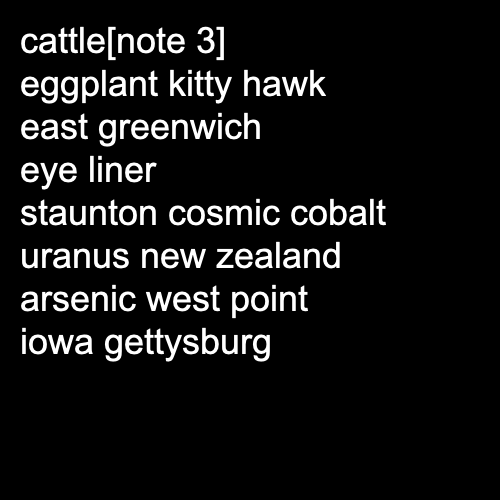 cattle[note 3]
eggplant kitty hawk
east greenwich
eye liner
staunton cosmic cobalt
uranus new zealand
arsenic west point
iowa gettysburg